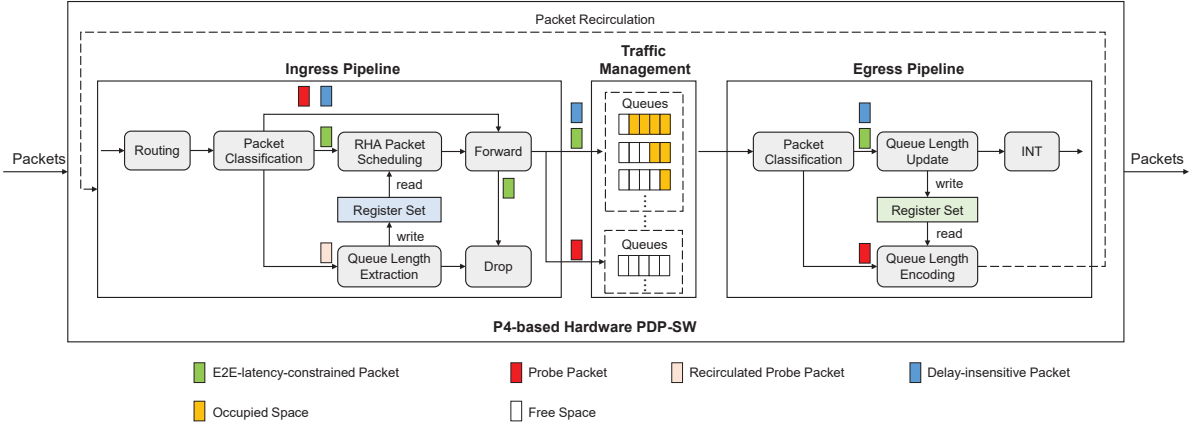 Packet Recirculation
Traffic
Management
Ingress Pipeline
Egress Pipeline
Packets
Routing
Packet
Classification
RHA Packet
Scheduling
Forward
read
Register Set
write
Queue Length
Extraction
Drop
Queues
Queues
Packet
Classification
Queue Length
Update
INT
write
Register Set
read
Queue Length
Encoding
Packets
P4-based Hardware PDP-SW
E2E-latency-constrained Packet
Probe Packet
Recirculated Probe Packet
Delay-insensitive Packet
Occupied Space
Free Space